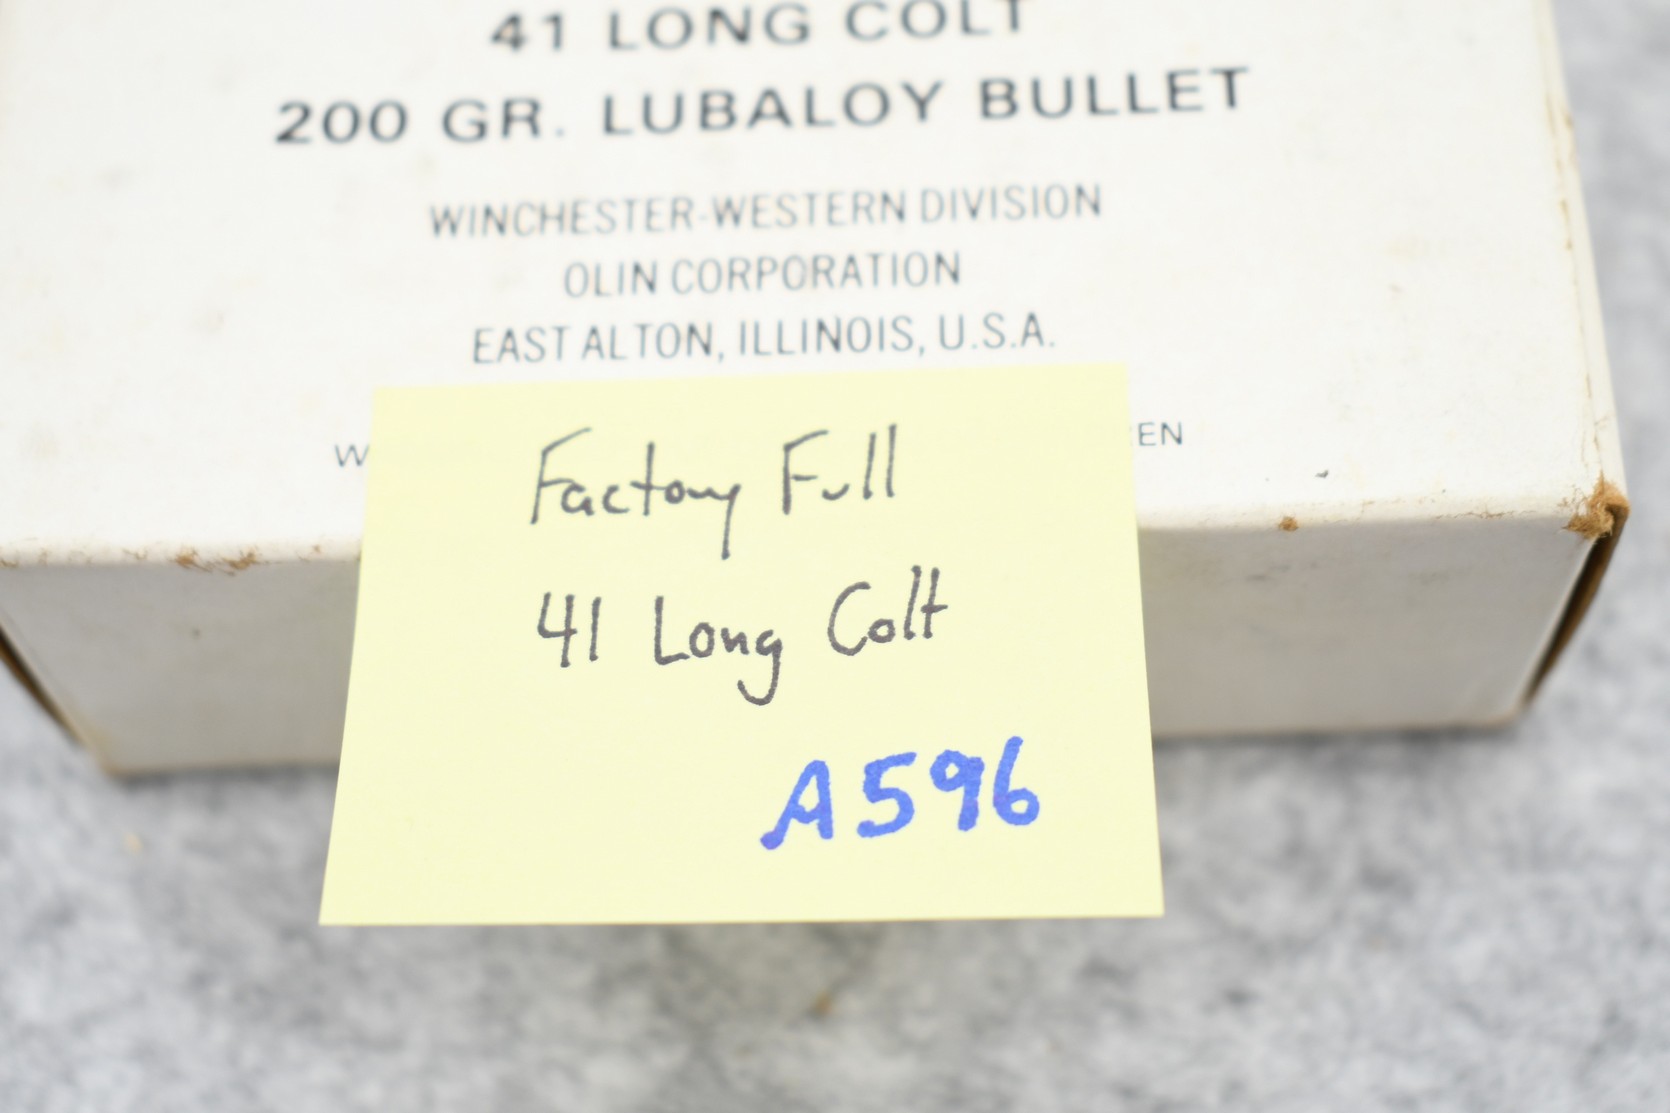 41 LONG COLT
200 GR. LUBALOY BULLET
WINCHESTER-WESTERN DIVISION
OLIN CORPORATION
EAST ALTON, ILLINOIS, U.S.A.
Factory Full
41 Long Colt
A596